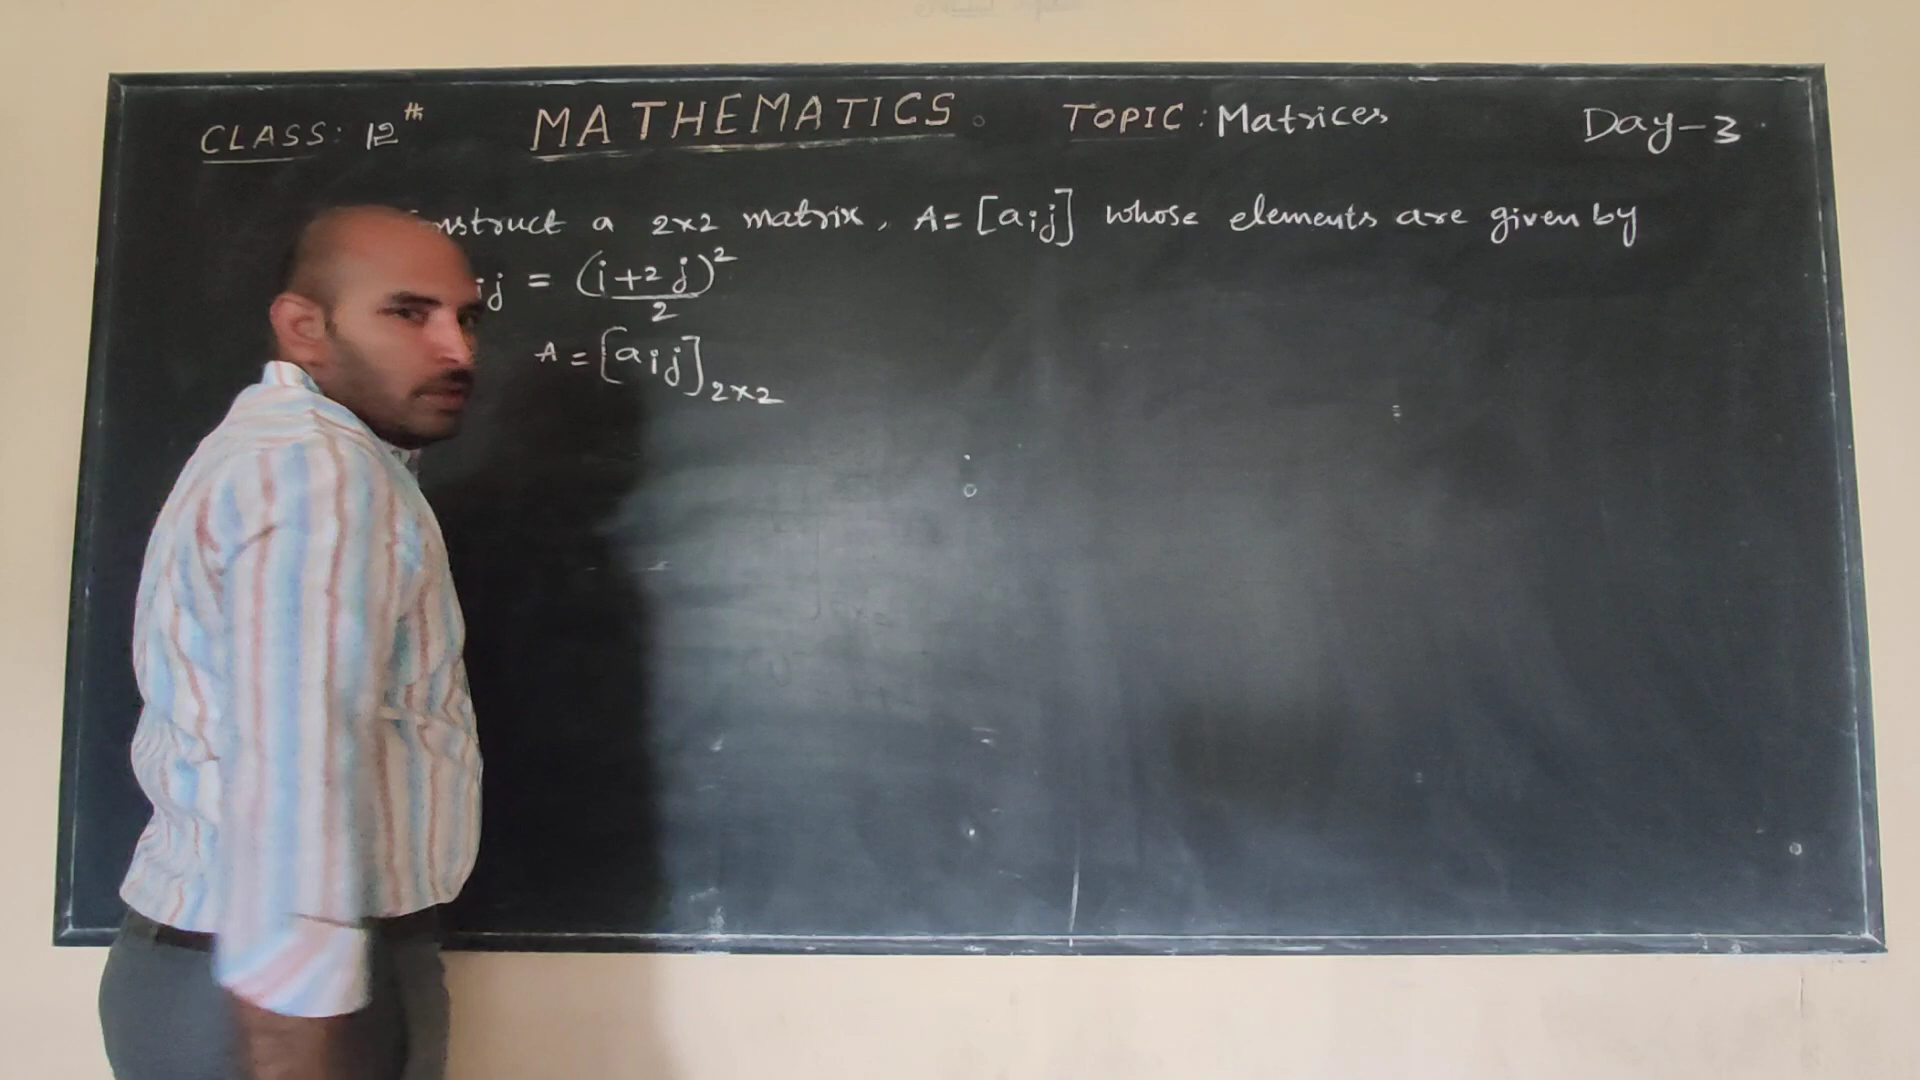 CLASS: 12th MATHEMATICS TOPIC: Matrices Day-3
a 2x2 matrix, A=[aij] whose elements are given by
ij = (i+2j)²/2
A = [aij]2x2